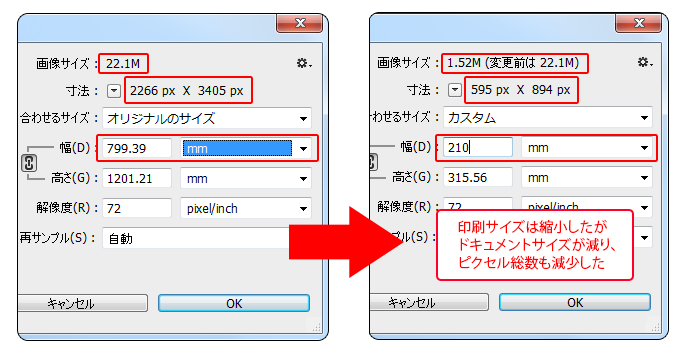 画像サイズ : 22.1M
寸法 : 2266 px X 3405 px
合わせるサイズ : オリジナルのサイズ
幅(D) : 799.39 mm
高さ(G) : 1201.21 mm
解像度(R) : 72 pixel/inch
再サンプル(S) : 自動
キャンセル OK
画像サイズ : 1.52M (変更前は 22.1M)
寸法 : 595 px X 894 px
わせるサイズ : カスタム
幅(D) : 210 mm
高さ(G) : 315.56 mm
解像度(R) : 72 pixel/inch
プル(S) :
印刷サイズは縮小したが
ドキュメントサイズが減り、
ピクセル総数も減少した
キャンセル OK